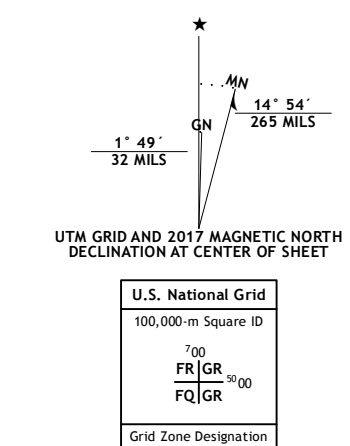 ★
MN
14° 54´
265 MILS
GN
1° 49´
32 MILS
UTM GRID AND 2017 MAGNETIC NORTH
DECLINATION AT CENTER OF SHEET
U.S. National Grid
100,000-m Square ID
⁷00
FR GR
⁵⁰00
FQ GR
Grid Zone Designation